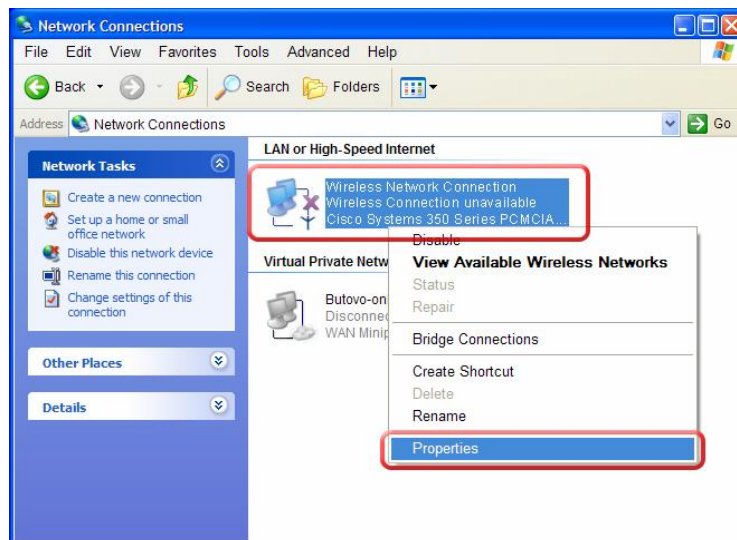 Network Connections
File Edit View Favorites Tools Advanced Help
Back Search Folders
Address Network Connections Go
Network Tasks
Create a new connection
Set up a home or small
office network
Disable this network device
Rename this connection
Change settings of this
connection
Other Places
Details
LAN or High-Speed Internet
Wireless Network Connection
Wireless Connection unavailable
Cisco Systems 350 Series PCMCIA...
Virtual Private Netw
Butovo-on
Disconnec
WAN Minip
Disable
View Available Wireless Networks
Status
Repair
Bridge Connections
Create Shortcut
Delete
Rename
Properties